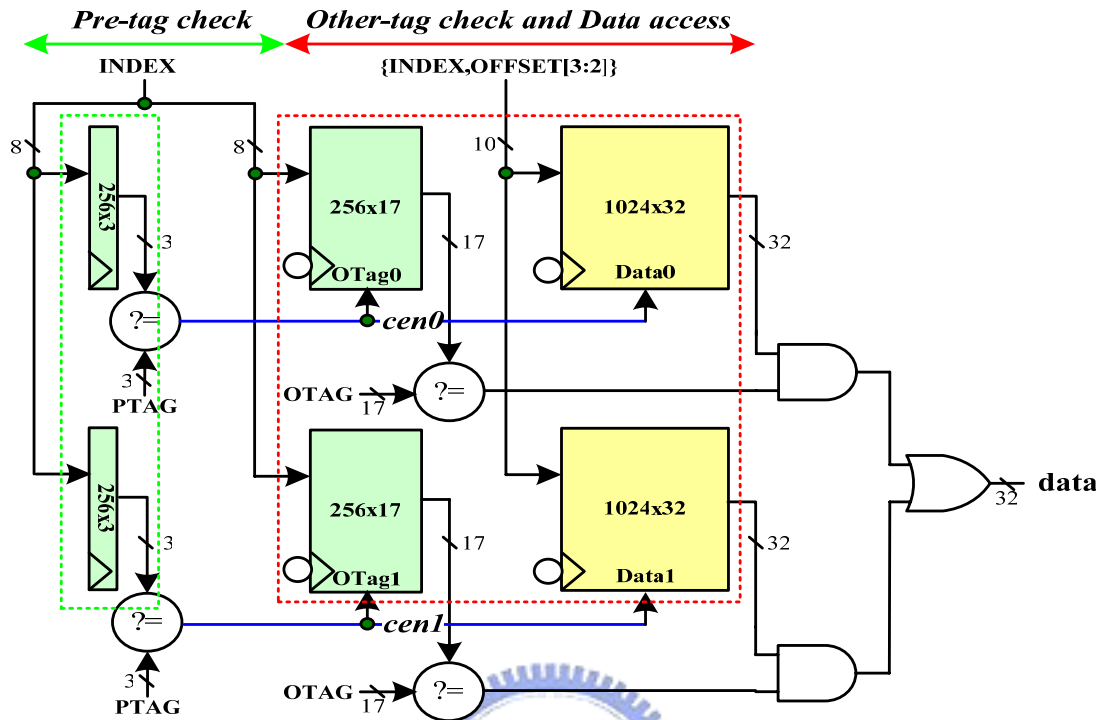 Pre-tag check
Other-tag check and Data access
INDEX
{INDEX,OFFSET[3:2]}
8
8
10
256x3
3
256x17
17
OTag0
1024x32
32
Data0
?=
cen0
3
PTAG
OTAG
17
?=
256x3
3
256x17
17
OTag1
1024x32
32
Data1
32
data
?=
cen1
3
PTAG
OTAG
17
?=